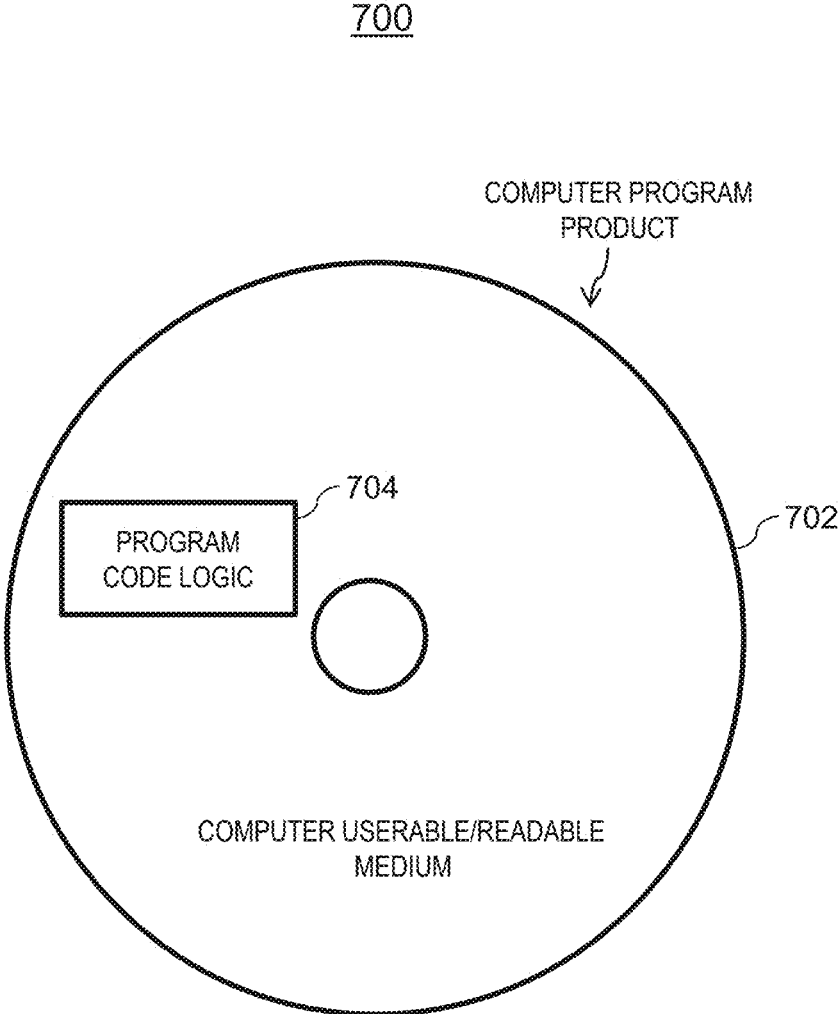 700
COMPUTER PROGRAM
PRODUCT
704
702
PROGRAM
CODE LOGIC
COMPUTER USERABLE/READABLE
MEDIUM